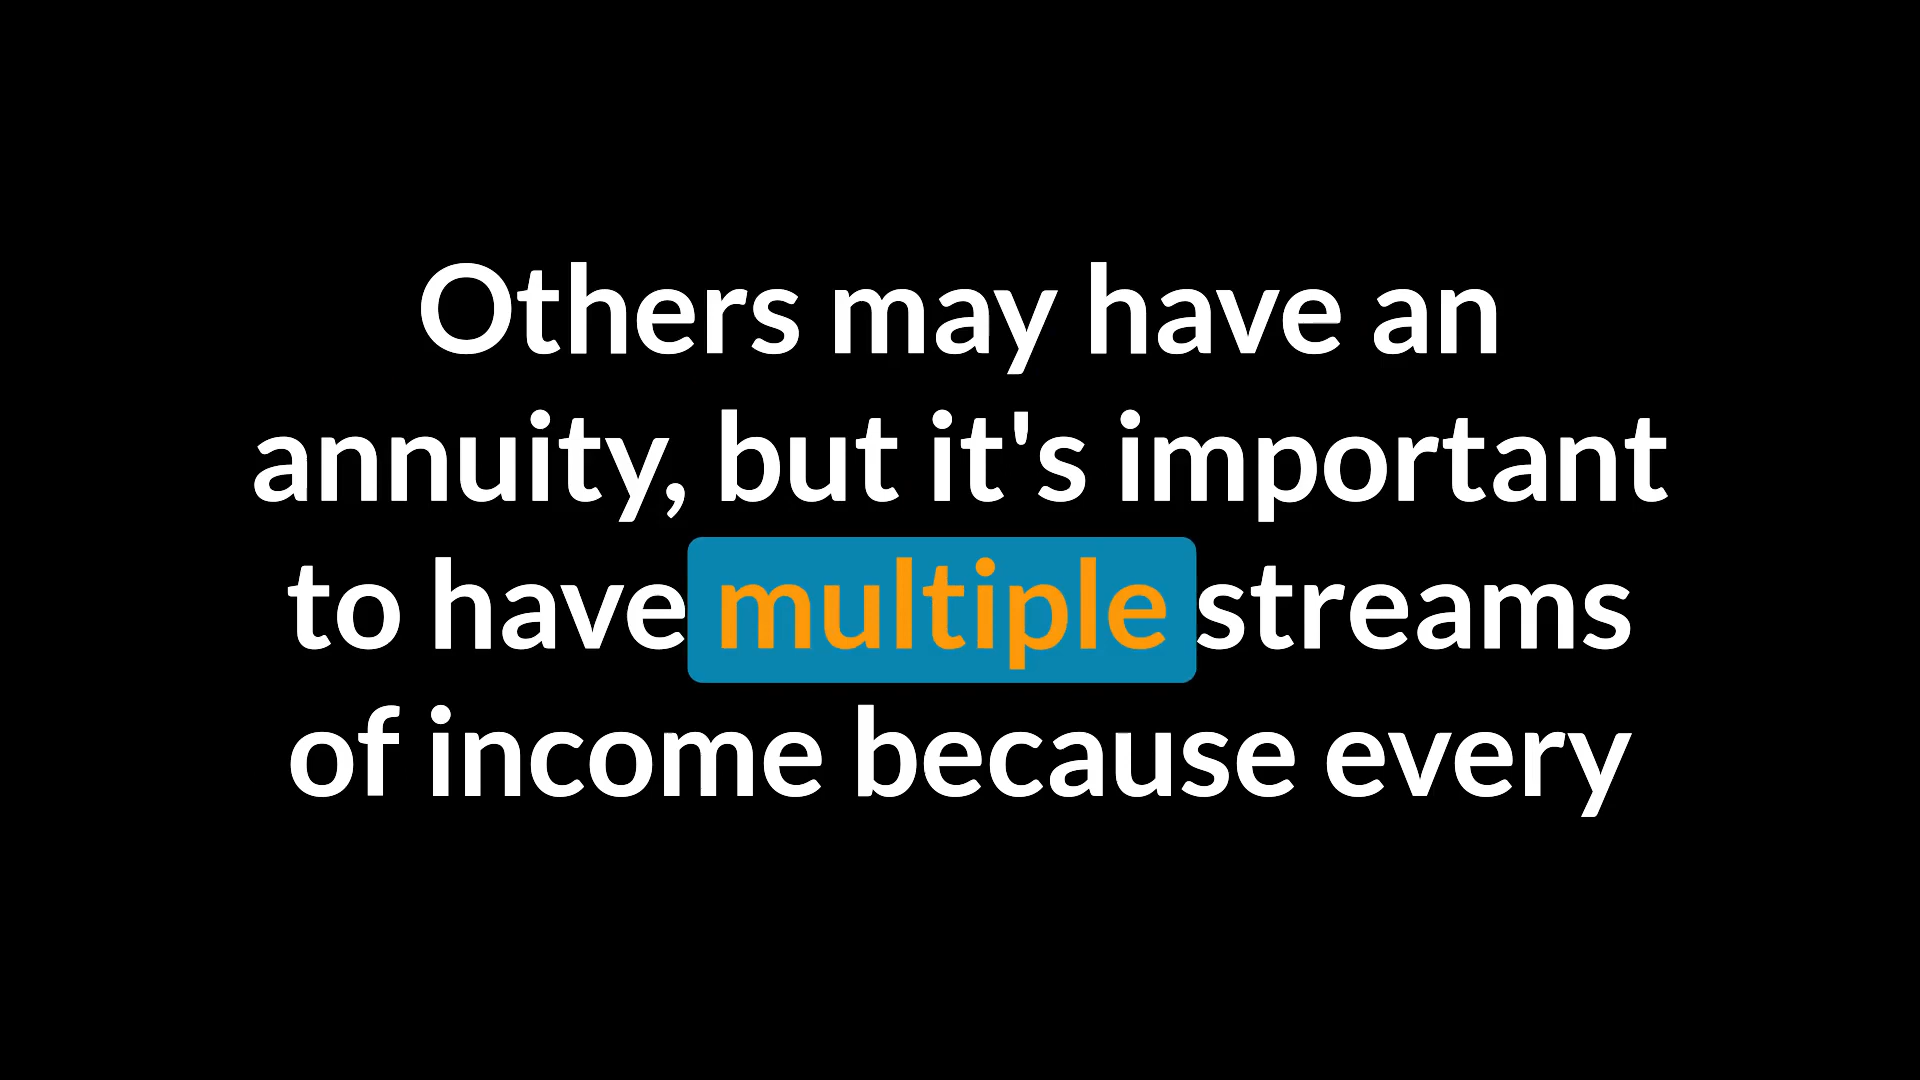 Others may have an
annuity, but it's important
to have multiple streams
of income because every